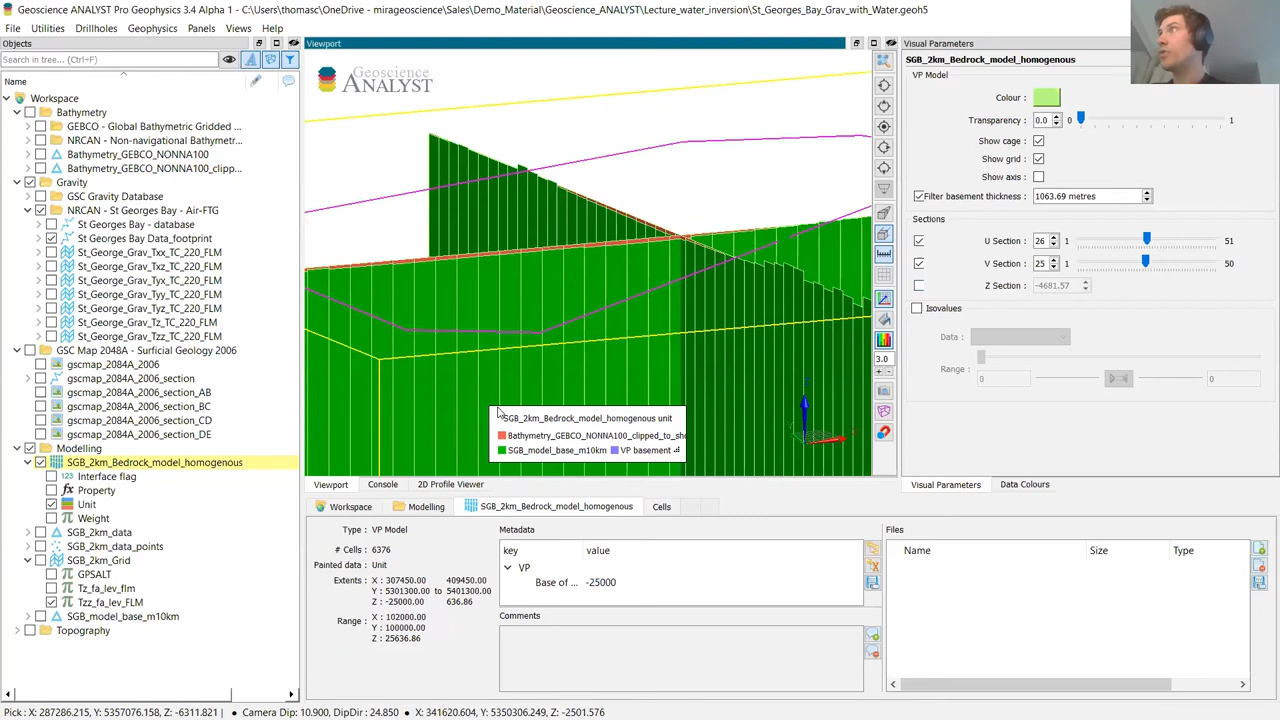 Geoscience ANALYST Pro Geophysics 3.4 Alpha 1 - C:\Users\thomasc\OneDrive - mirageoscience\Sales\Demo_Material\Geoscience_ANALYST\Lecture_water_inversion\St_Georges_Bay_Grav_with_Water.geoh5
File Utilities Drillholes Geophysics Panels Views Help
Objects
Search in tree... (Ctrl+F)
Name
Workspace
Bathymetry
GEBCO - Global Bathymetric Gridded ...
NRCAN - Non-navigational Bathymetr...
Bathymetry_GEBCO_NONNA100
Bathymetry_GEBCO_NONNA100_clipp...
Gravity
GSC Gravity Database
NRCAN - St Georges Bay - Air-FTG
St Georges Bay - database
St Georges Bay Data_footprint
St_George_Grav_Txx_TC_220_FLM
St_George_Grav_Txy_TC_220_FLM
St_George_Grav_Txz_TC_220_FLM
St_George_Grav_Tyy_TC_220_FLM
St_George_Grav_Tyz_TC_220_FLM
St_George_Grav_Tz_TC_220_FLM
St_George_Grav_Tzz_TC_220_FLM
GSC Map 2048A - Surficial Geology 2006
gscmap_2084A_2006
gscmap_2084A_2006_section
gscmap_2084A_2006_section_AB
gscmap_2084A_2006_section_BC
gscmap_2084A_2006_section_CD
gscmap_2084A_2006_section_DE
Modelling
SGB_2km_Bedrock_model_homogenous
Interface flag
Property
Unit
Weight
SGB_2km_data
SGB_2km_data_points
SGB_2km_Grid
GPSALT
Tz_fa_lev_flm
Tzz_fa_lev_FLM
SGB_model_base_m10km
Topography
Viewport
Geoscience
ANALYST
SGB_2km_Bedrock_model_homogenous unit
Bathymetry_GEBCO_NONNA100_clipped_to_sho
SGB_model_base_m10km VP basement
3.0
Viewport Console 2D Profile Viewer
Workspace Modelling SGB_2km_Bedrock_model_homogenous Cells
Type : VP Model
# Cells : 6376
Painted data : Unit
Extents : X : 307450.00 409450.00
Y : 5301300.00 to 5401300.00
Z : -25000.00 636.86
Range : X : 102000.00
Y : 100000.00
Z : 25636.86
Metadata
key value
VP
Base of ... -25000
Comments
Files
Name Size Type
Visual Parameters
SGB_2km_Bedrock_model_homogenous
VP Model
Colour :
Transparency : 0.0 0 1
Show cage :
Show grid :
Show axis :
Filter basement thickness : 1063.69 metres
Sections
U Section : 26 1 51
V Section : 25 1 50
Z Section : -4681.57
Isovalues
Data :
Range : 0 0
Visual Parameters Data Colours
Pick : X: 287286.215, Y: 5357076.158, Z: -6311.821 | • Camera Dip: 10.900, DipDir : 24.850 • X: 341620.604, Y: 5350306.249, Z: -2501.576